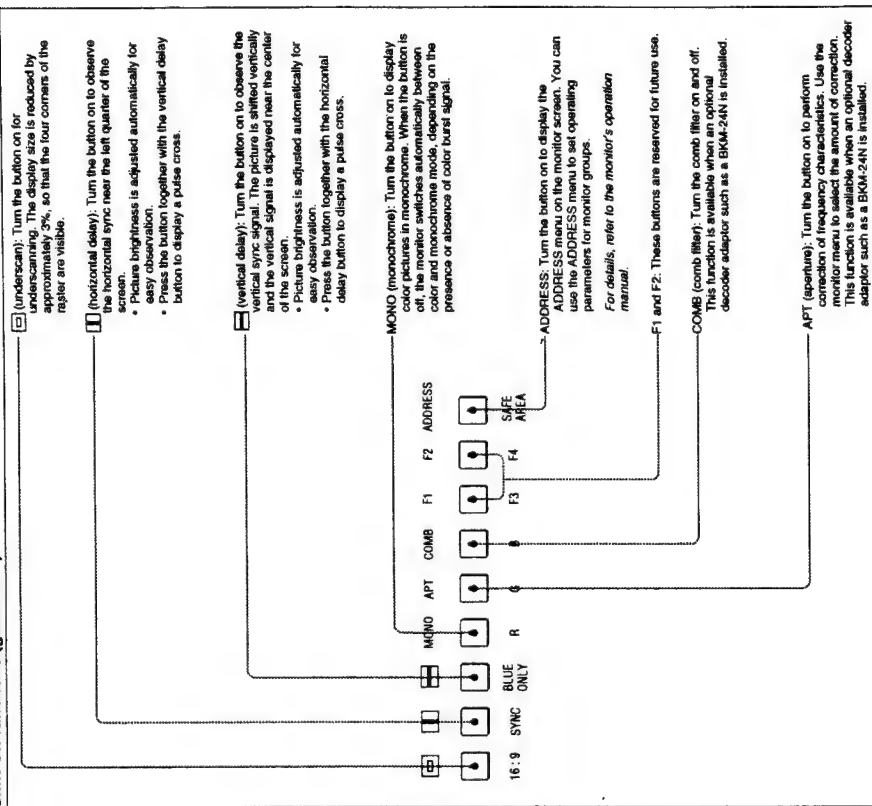 (underscan): Turn the button on for
underscanning. The display size is reduced by
approximately 3%, so that the four corners of the
raster are visible.
(horizontal delay): Turn the button on to observe
the horizontal sync near the left quarter of the
screen.
• Picture brightness is adjusted automatically for
easy observation.
• Press the button together with the vertical delay
button to display a pulse cross.
(vertical delay): Turn the button on to observe the
vertical sync signal. The picture is shifted vertically
and the vertical signal is displayed near the center
of the screen.
• Picture brightness is adjusted automatically for
easy observation.
• Press the button together with the horizontal
delay button to display a pulse cross.
MONO (monochrome): Turn the button on to display
color pictures in monochrome. When the button is
off, the monitor switches automatically between
color and monochrome mode, depending on the
presence or absence of color burst signal.
MONO APT COMB F1 F2 ADDRESS
16:9 SYNC BLUE ONLY R G B F3 F4 SAFE AREA
ADDRESS: Turn the button on to display the
ADDRESS menu on the monitor screen. You can
use the ADDRESS menu to set operating
parameters for monitor groups.
For details, refer to the monitor's operation
manual.
F1 and F2: These buttons are reserved for future use.
COMB (comb filter): Turn the comb filter on and off.
This function is available when an optional
decoder adaptor such as a BKM-24N is installed.
APT (aperture): Turn the button on to perform
correction of frequency characteristics. Use the
monitor menu to select the amount of correction.
This function is available when an optional decoder
adaptor such as a BKM-24N is installed.